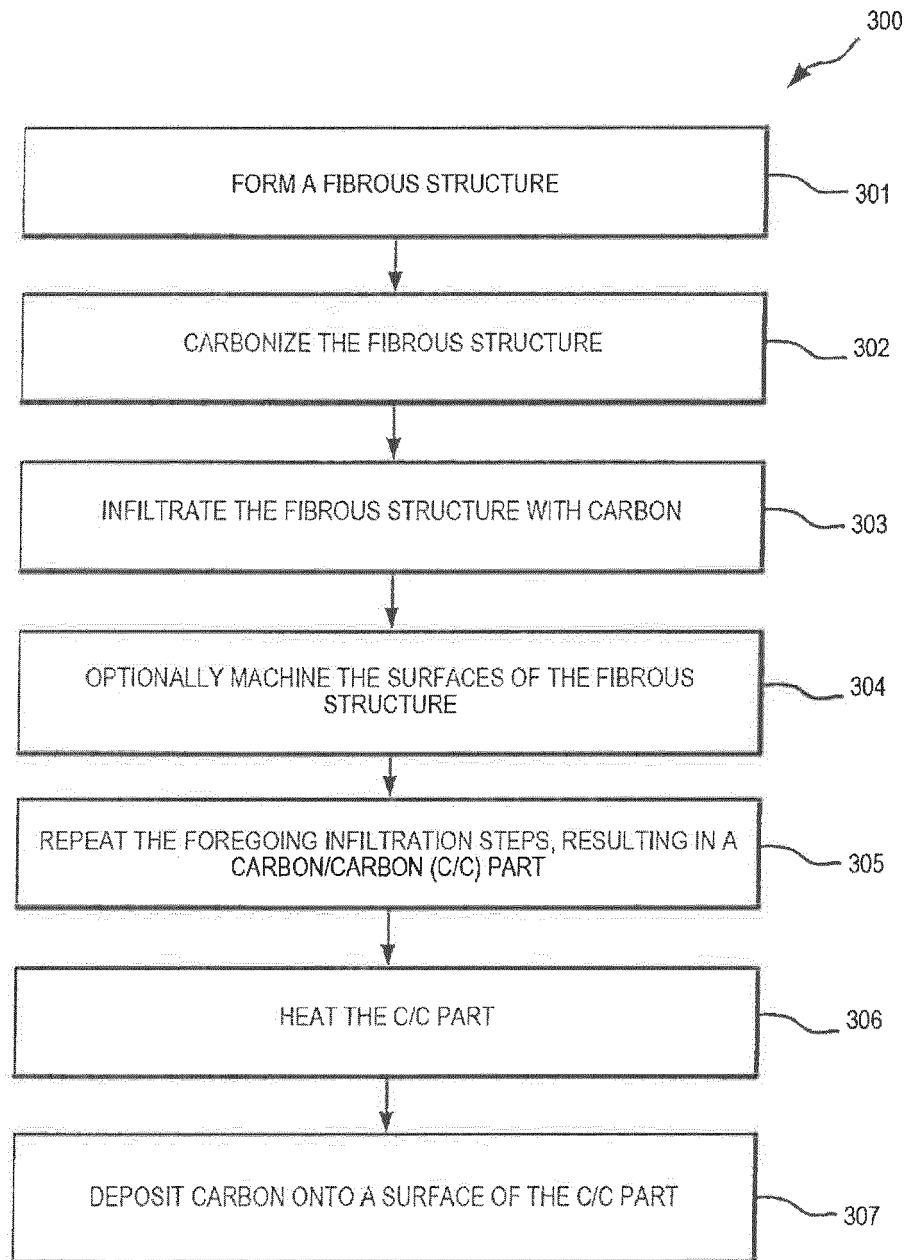 300
FORM A FIBROUS STRUCTURE
301
CARBONIZE THE FIBROUS STRUCTURE
302
INFILTRATE THE FIBROUS STRUCTURE WITH CARBON
303
OPTIONALLY MACHINE THE SURFACES OF THE FIBROUS
STRUCTURE
304
REPEAT THE FOREGOING INFILTRATION STEPS, RESULTING IN A
CARBON/CARBON (C/C) PART
305
HEAT THE C/C PART
306
DEPOSIT CARBON ONTO A SURFACE OF THE C/C PART
307